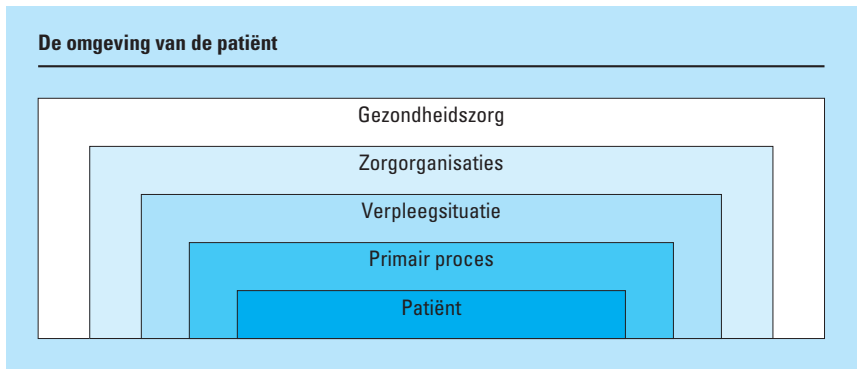 De omgeving van de patiënt
Gezondheidszorg
Zorgorganisaties
Verpleegsituatie
Primair proces
Patiënt